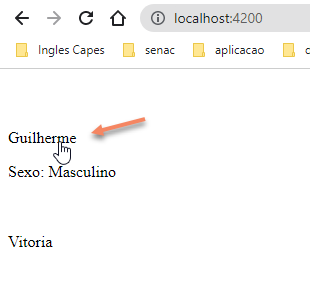 localhost:4200
Ingles Capes senac aplicacao c
Guilherme
Sexo: Masculino
Vitoria